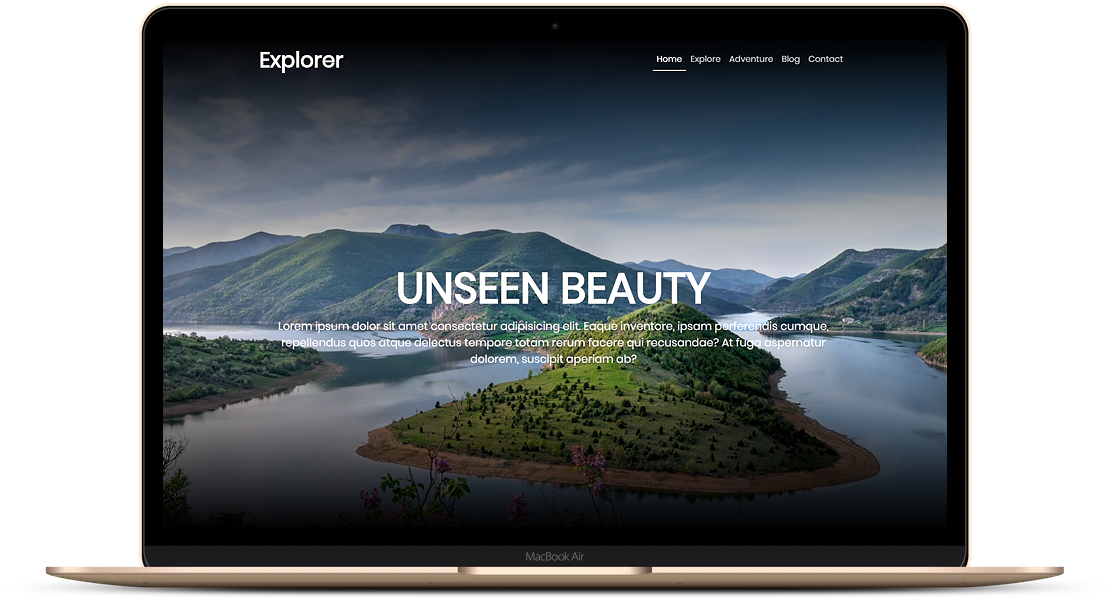 Explorer
Home Explore Adventure Blog Contact
UNSEEN BEAUTY
Lorem ipsum dolor sit amet consectetur adipisicing elit. Eaque inventore, ipsam perferendis cumque,
repellendus quos atque delectus tempore totam rerum facere qui recusandae? At fuga aspernatur
dolorem, suscipit aperiam ab?
MacBook Air